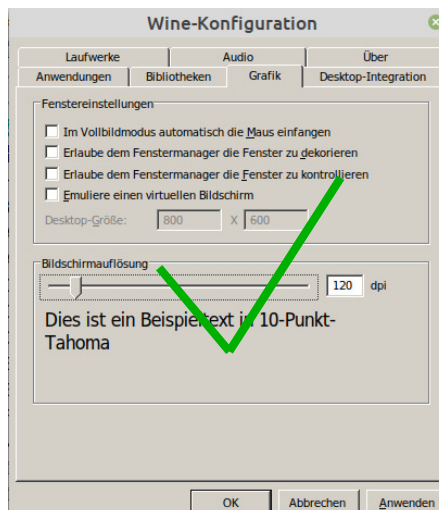 Wine-Konfiguration
Laufwerke Audio Über
Anwendungen Bibliotheken Grafik Desktop-Integration
Fenstereinstellungen
Im Vollbildmodus automatisch die Maus einfangen
Erlaube dem Fenstermanager die Fenster zu dekorieren
Erlaube dem Fenstermanager die Fenster zu kontrollieren
Emuliere einen virtuellen Bildschirm
Desktop-Größe: 800 X 600
Bildschirmauflösung
120 dpi
Dies ist ein Beispieltext in 10-Punkt-
Tahoma
OK Abbrechen Anwenden